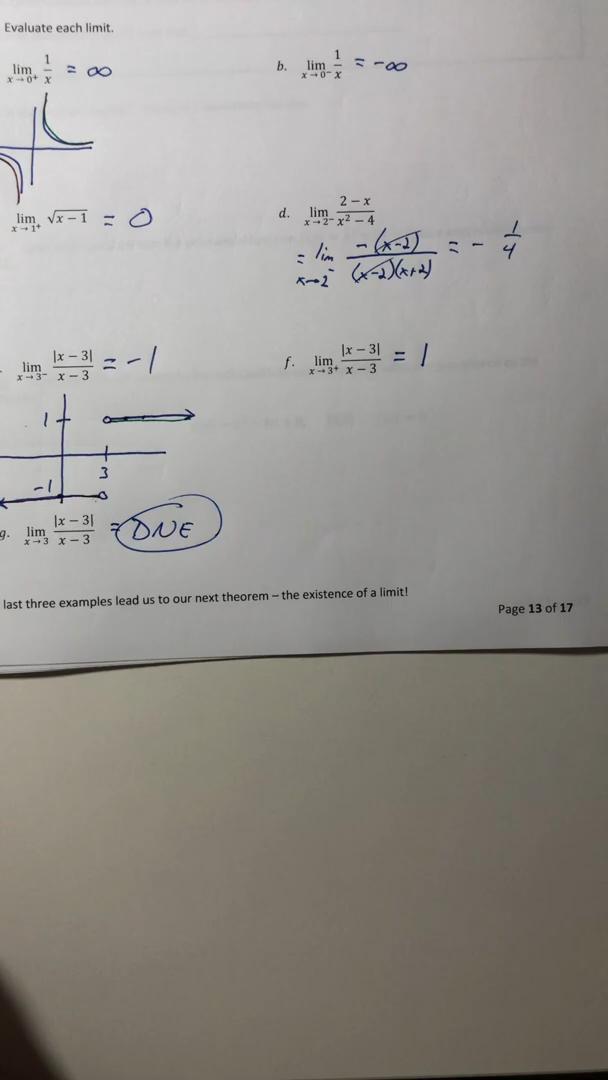 Evaluate each limit.
lim x→0⁺ 1/x = ∞
b. lim x→0⁻ 1/x = -∞
lim x→1⁺ √(x − 1) = 0
d. lim x→2⁻ (2 − x)/(x² − 4)
= lim x→2⁻ -(x-2)/((x-2)(x+2)) = - 1/4
. lim x→3⁻ |x − 3|/(x − 3) = -1
f. lim x→3⁺ |x − 3|/(x − 3) = 1
1
3
-1
g. lim x→3 |x − 3|/(x − 3) = DNE
last three examples lead us to our next theorem – the existence of a limit!
Page 13 of 17